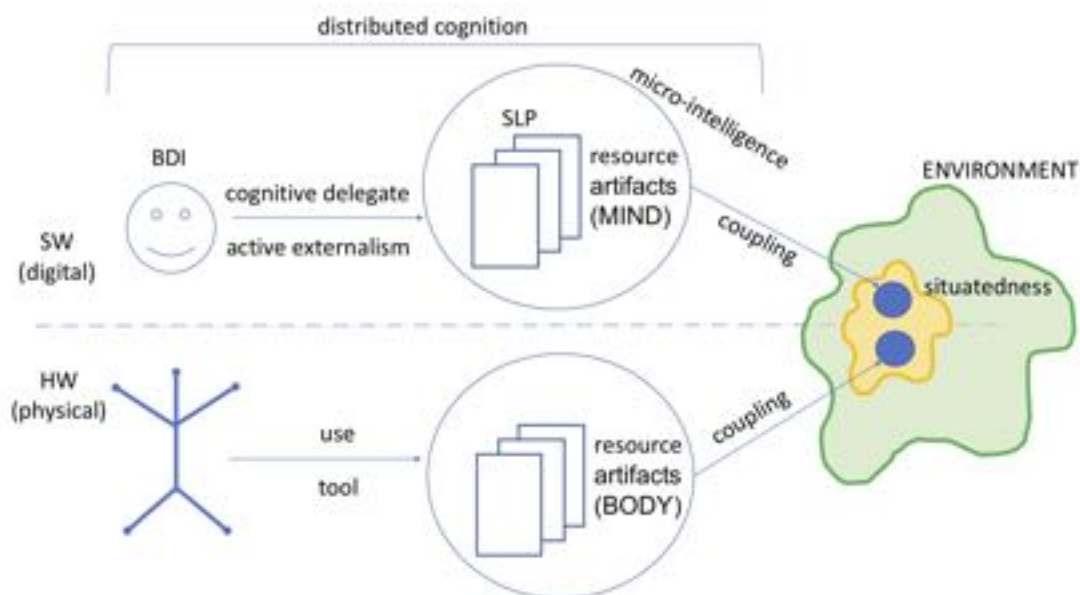 distributed cognition
micro-intelligence
SLP
BDI
resource
artifacts
(MIND)
ENVIRONMENT
cognitive delegate
active externalism
SW
(digital)
coupling
situatedness
HW
(physical)
use
tool
coupling
resource
artifacts
(BODY)